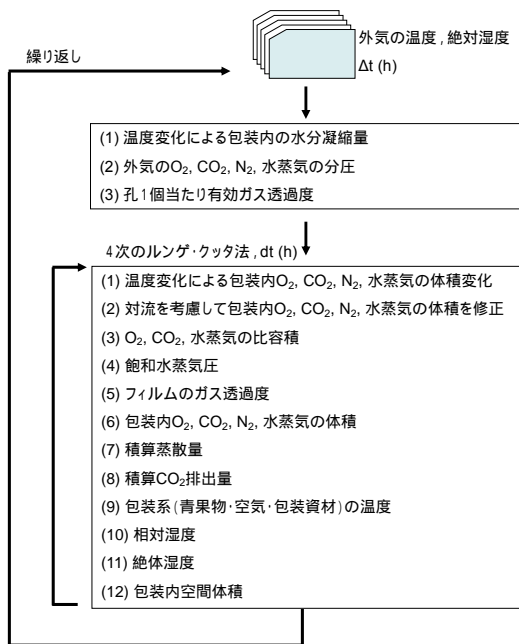 繰り返し
外気の温度,絶対湿度
Δt (h)
(1) 温度変化による包装内の水分凝縮量
(2) 外気のO₂, CO₂, N₂, 水蒸気の分圧
(3) 孔1個当たり有効ガス透過度
4次のルンゲ・クッタ法, dt (h)
(1) 温度変化による包装内O₂, CO₂, N₂, 水蒸気の体積変化
(2) 対流を考慮して包装内O₂, CO₂, N₂, 水蒸気の体積を修正
(3) O₂, CO₂, 水蒸気の比容積
(4) 飽和水蒸気圧
(5) フィルムのガス透過度
(6) 包装内O₂, CO₂, N₂, 水蒸気の体積
(7) 積算蒸散量
(8) 積算CO₂排出量
(9) 包装系(青果物・空気・包装資材)の温度
(10) 相対湿度
(11) 絶体湿度
(12) 包装内空間体積